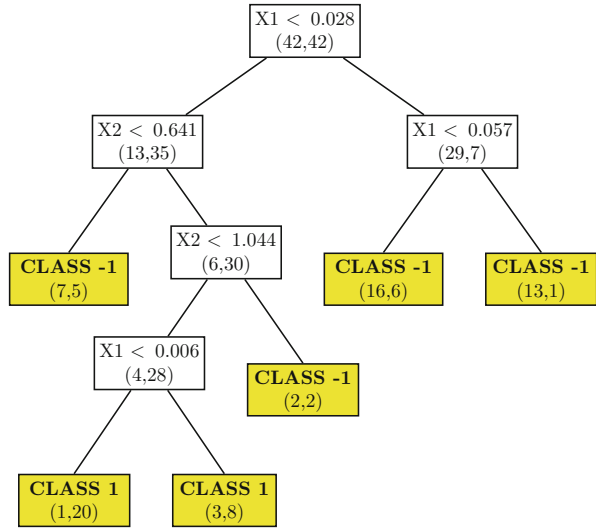 X1 < 0.028
(42,42)
X2 < 0.641
(13,35)
X1 < 0.057
(29,7)
CLASS -1
(7,5)
X2 < 1.044
(6,30)
CLASS -1
(16,6)
CLASS -1
(13,1)
X1 < 0.006
(4,28)
CLASS -1
(2,2)
CLASS 1
(1,20)
CLASS 1
(3,8)